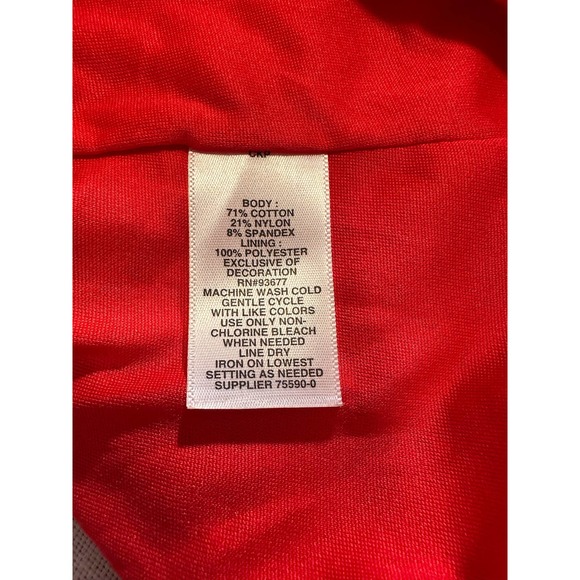 CKP
BODY :
71% COTTON
21% NYLON
8% SPANDEX
LINING :
100% POLYESTER
EXCLUSIVE OF
DECORATION
RN#93677
MACHINE WASH COLD
GENTLE CYCLE
WITH LIKE COLORS
USE ONLY NON-
CHLORINE BLEACH
WHEN NEEDED
LINE DRY
IRON ON LOWEST
SETTING AS NEEDED
SUPPLIER 75590-0